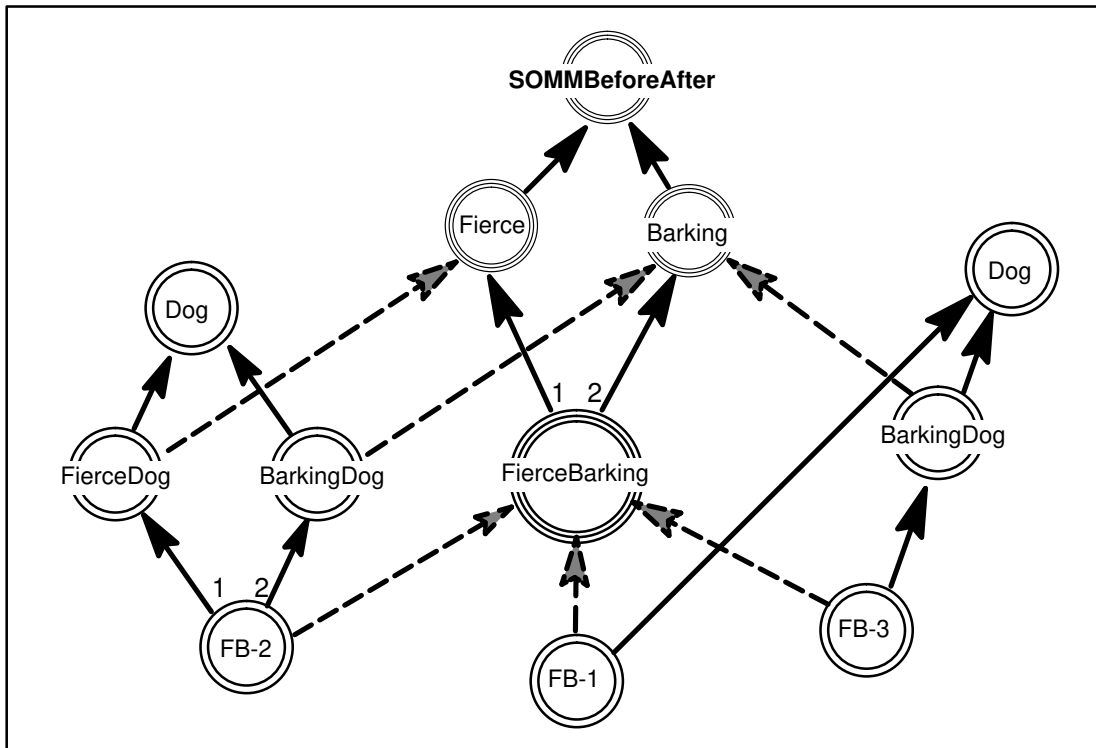 SOMMBeforeAfter
Fierce
Barking
Dog
Dog
1 2
FierceDog
BarkingDog
FierceBarking
BarkingDog
1 2
FB-2
FB-1
FB-3